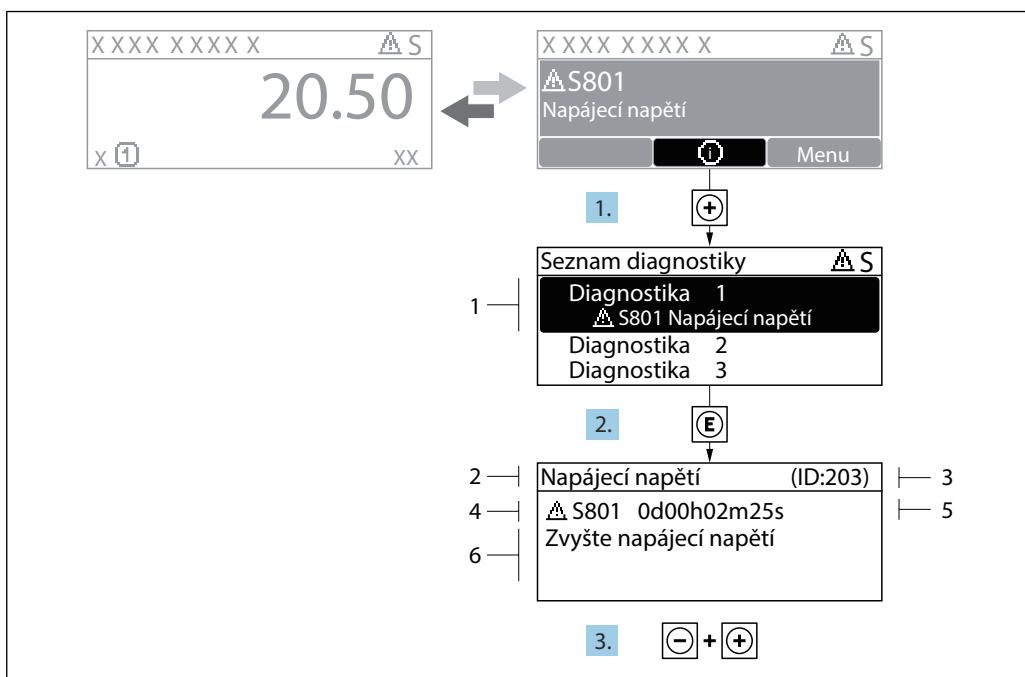 X XXXX X XXX X ⚠ S
20.50
X 1 XX
X XXXX X XXX X ⚠ S
⚠ S801
Napájecí napětí
i Menu
1. +
Seznam diagnostiky ⚠ S
1
Diagnostika 1
⚠ S801 Napájecí napětí
Diagnostika 2
Diagnostika 3
2. E
2 Napájecí napětí (ID:203) 3
4 ⚠ S801 0d00h02m25s 5
6 Zvyšte napájecí napětí
3. - + +